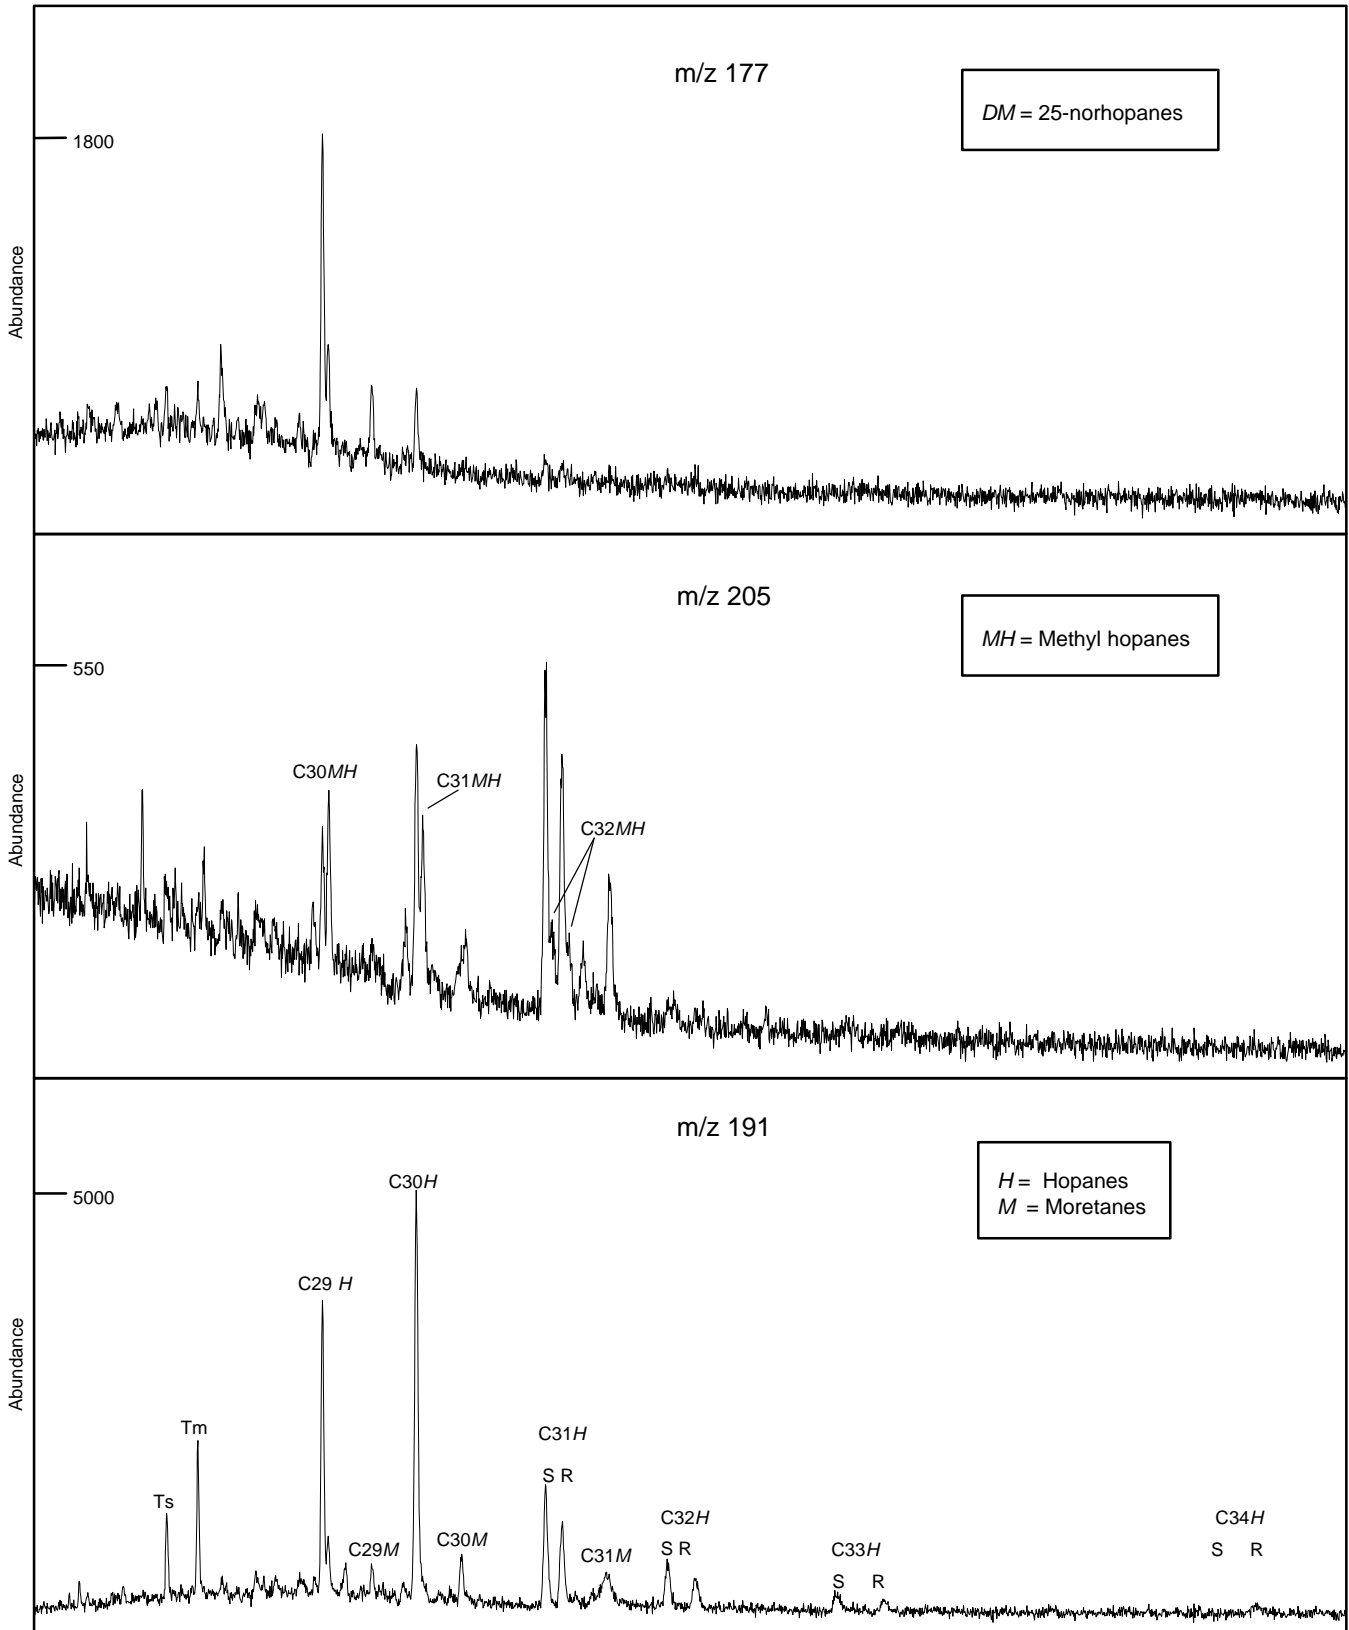 m/z 177
DM = 25-norhopanes
1800
Abundance
m/z 205
MH = Methyl hopanes
550
C30MH
C31MH
C32MH
Abundance
m/z 191
H = Hopanes
M = Moretanes
5000
C30H
C29 H
Tm
C31H
S R
Ts
C32H
C34H
C30M
C29M
C31M
S R
C33H
S R
S R
Abundance